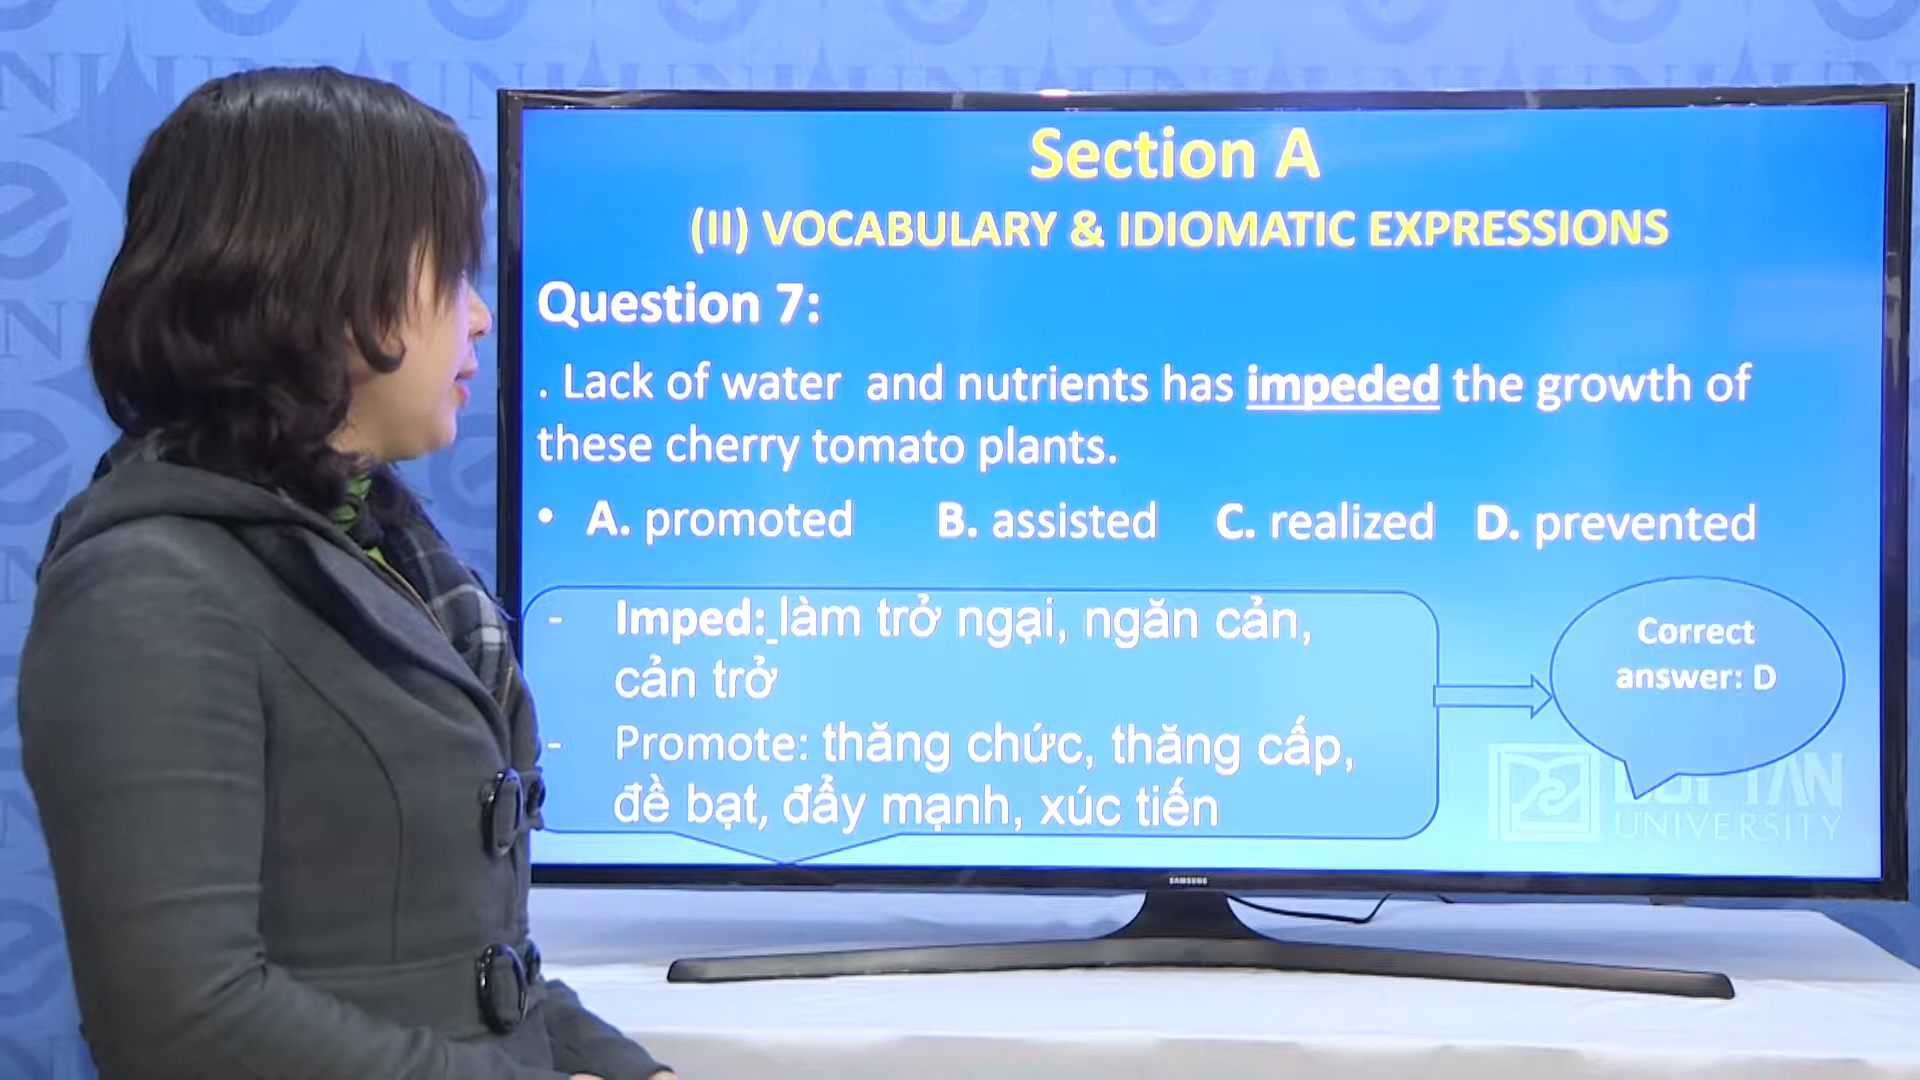 Section A
(II) VOCABULARY & IDIOMATIC EXPRESSIONS
Question 7:
. Lack of water and nutrients has impeded the growth of
these cherry tomato plants.
• A. promoted B. assisted C. realized D. prevented
- Imped: làm trở ngại, ngăn cản,
cản trở
- Promote: thăng chức, thăng cấp,
đề bạt, đẩy mạnh, xúc tiến
Correct
answer: D
UNIVERSITY
SAMSUNG